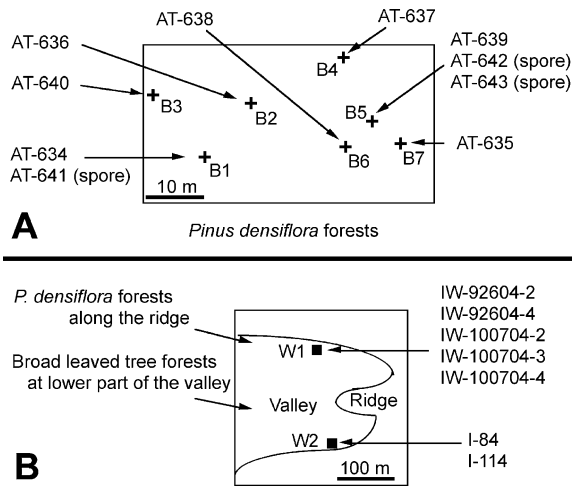 AT-638
AT-637
AT-636
AT-639
AT-642 (spore)
AT-643 (spore)
AT-640
B4
B3
B2
B5
AT-634
AT-641 (spore)
B1
B6
B7
AT-635
10 m
A
Pinus densiflora forests
P. densiflora forests
along the ridge
IW-92604-2
IW-92604-4
IW-100704-2
IW-100704-3
IW-100704-4
W1
Broad leaved tree forests
at lower part of the valley
Valley
Ridge
W2
I-84
I-114
B
100 m